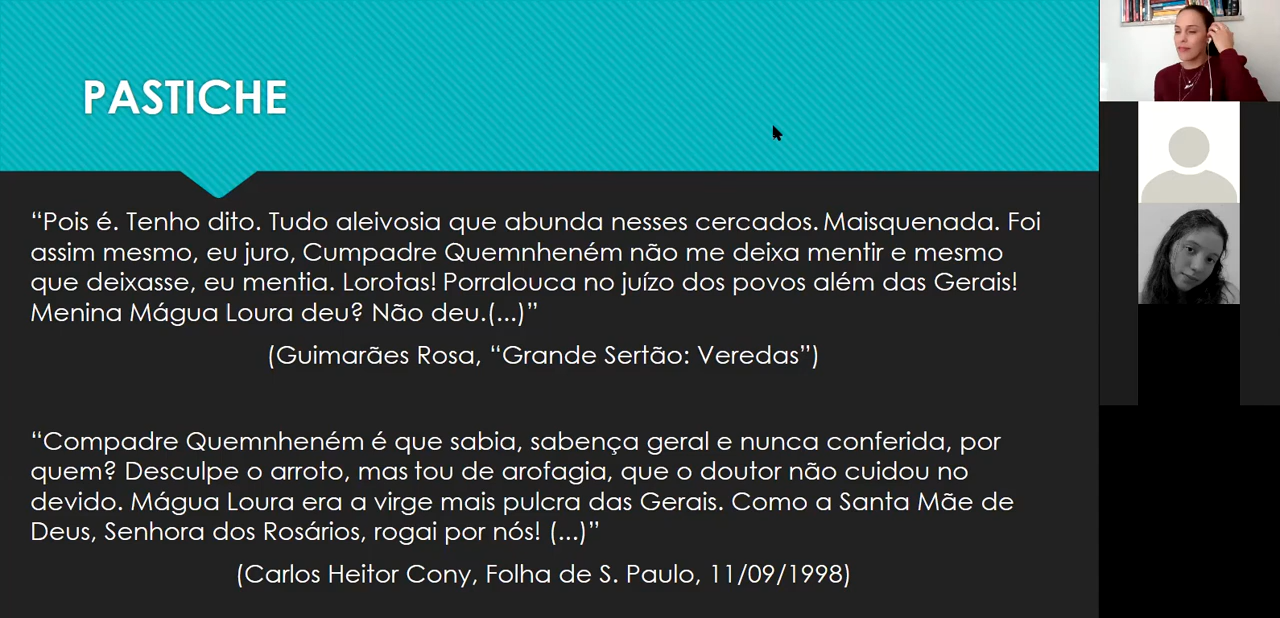 PASTICHE
“Pois é. Tenho dito. Tudo aleivosia que abunda nesses cercados. Maisquenada. Foi
assim mesmo, eu juro, Cumpadre Quemnheném não me deixa mentir e mesmo
que deixasse, eu mentia. Lorotas! Porralouca no juízo dos povos além das Gerais!
Menina Mágua Loura deu? Não deu.(...)”
(Guimarães Rosa, “Grande Sertão: Veredas”)
“Compadre Quemnheném é que sabia, sabença geral e nunca conferida, por
quem? Desculpe o arroto, mas tou de arofagia, que o doutor não cuidou no
devido. Mágua Loura era a virge mais pulcra das Gerais. Como a Santa Mãe de
Deus, Senhora dos Rosários, rogai por nós! (...)”
(Carlos Heitor Cony, Folha de S. Paulo, 11/09/1998)